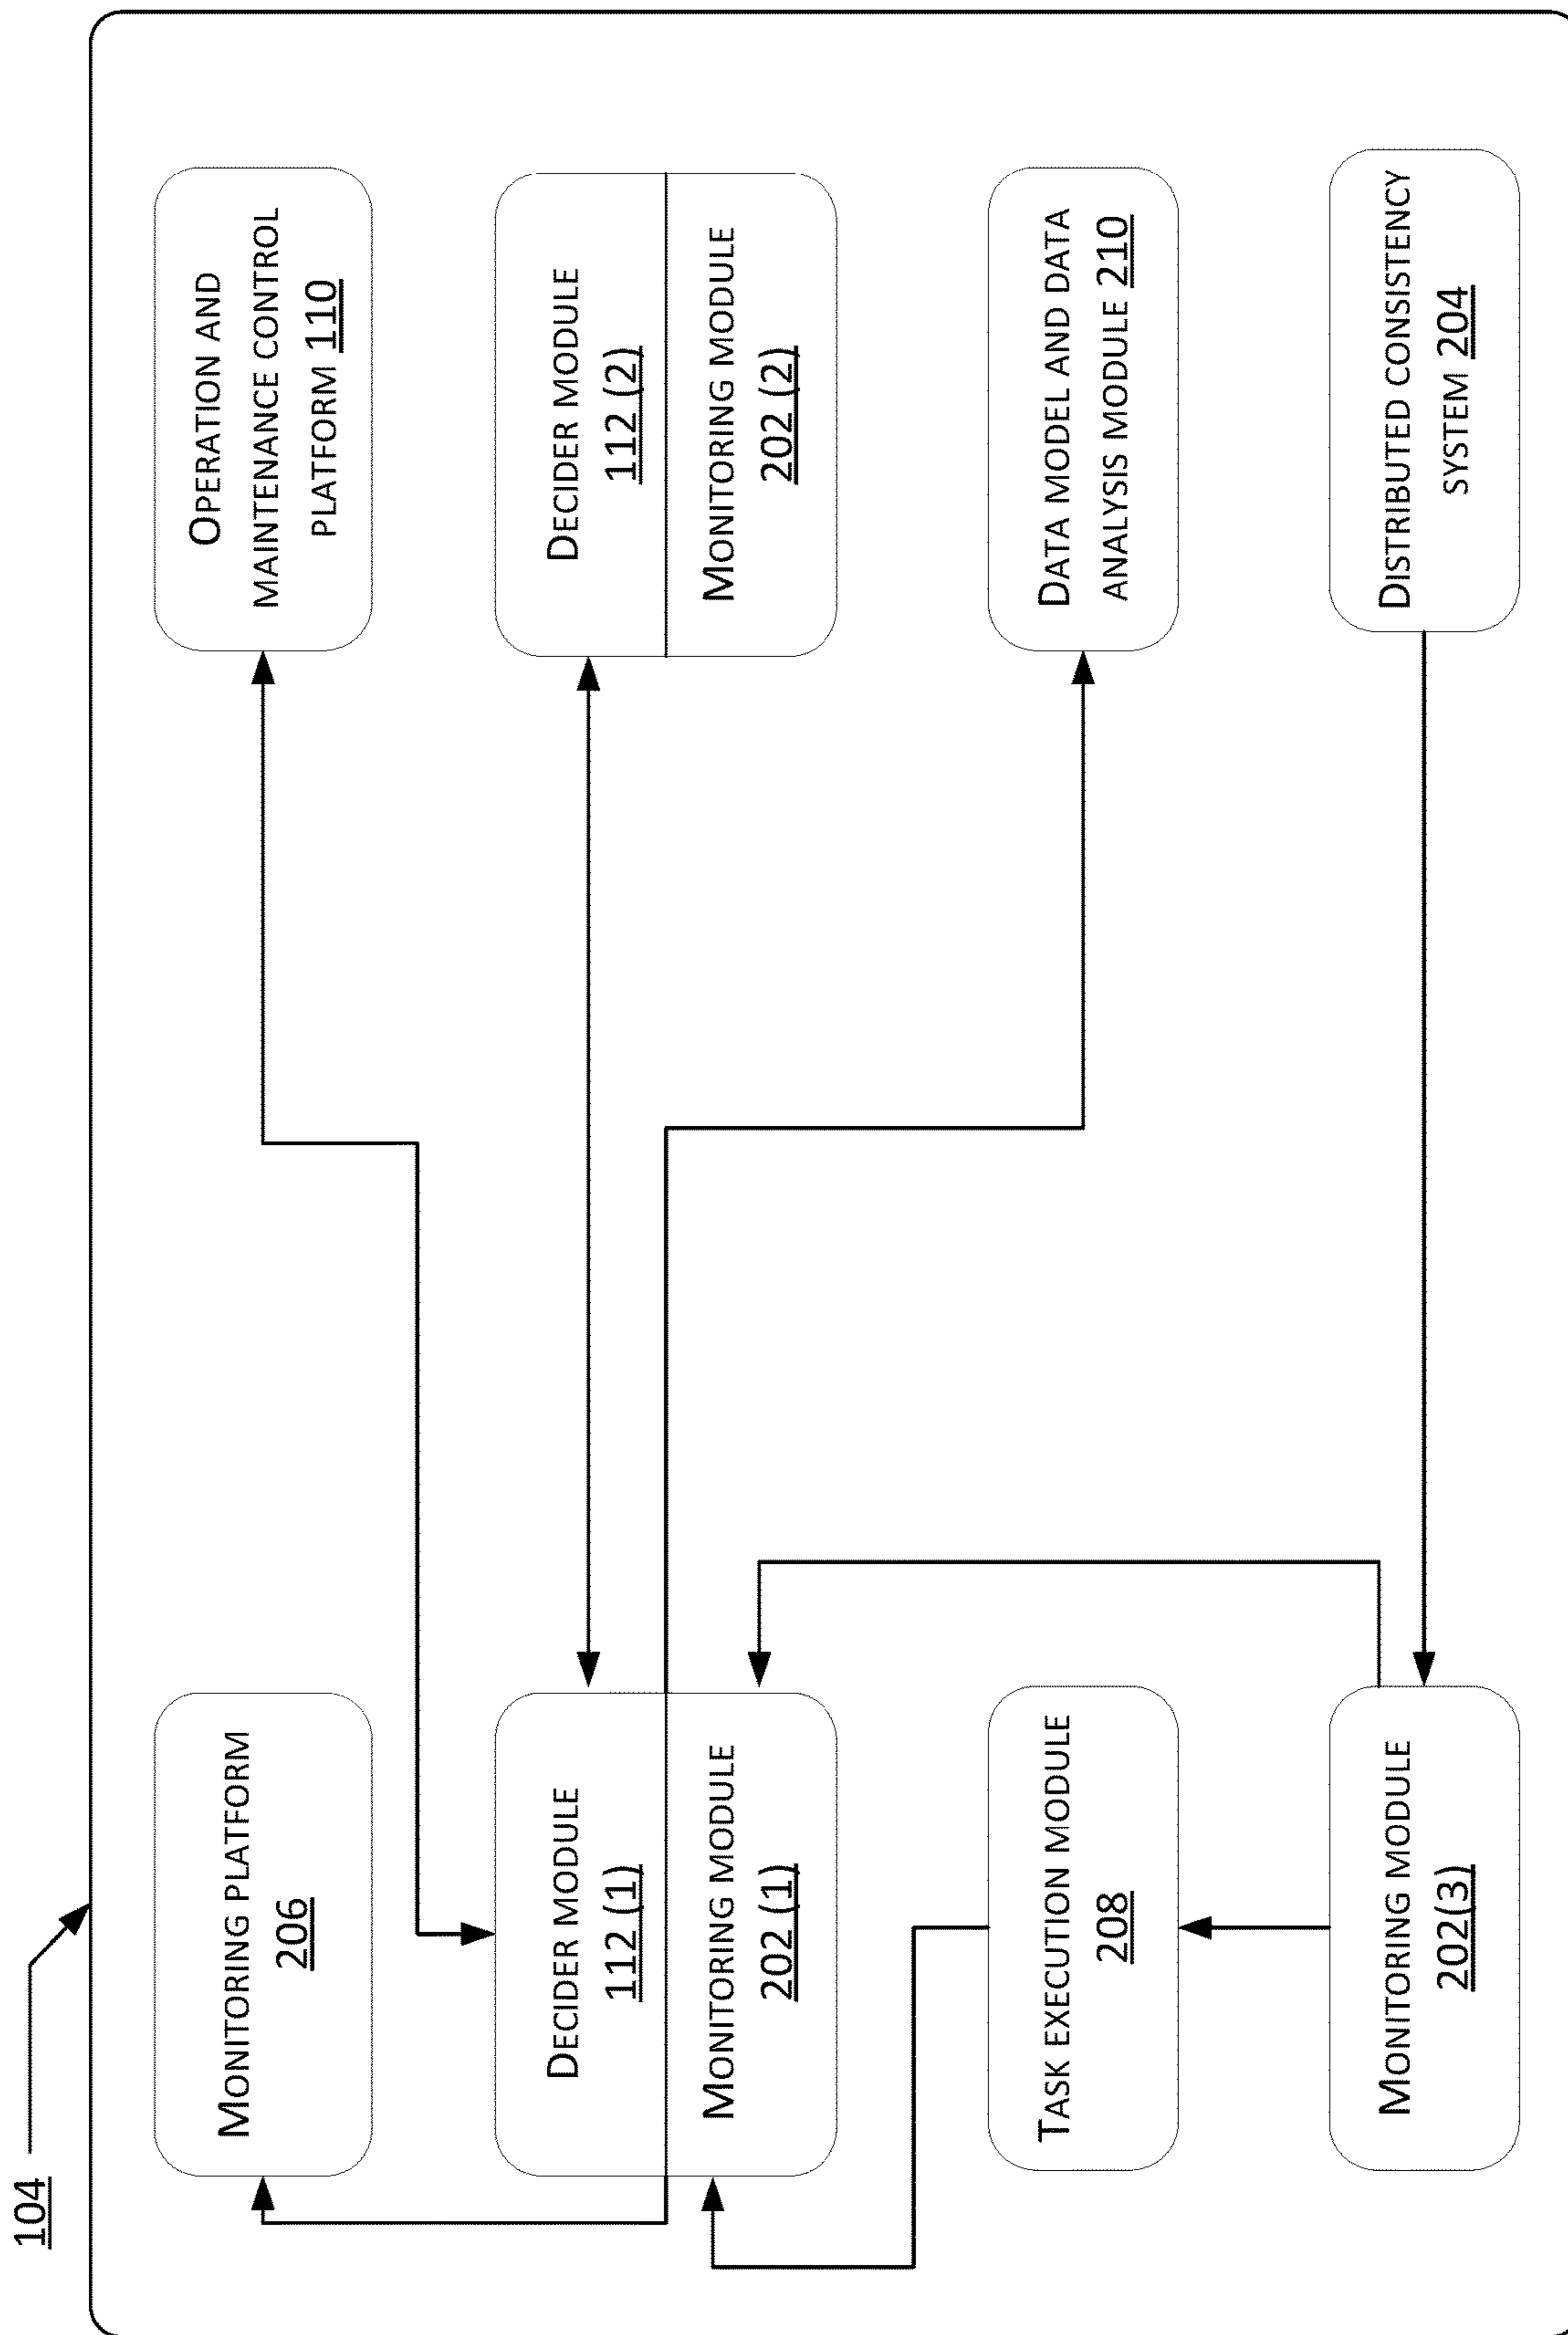 104
Monitoring platform
206
Operation and
maintenance control
platform 110
Decider module
112 (1)
Monitoring module
202 (1)
Decider module
112 (2)
Monitoring module
202 (2)
Task execution module
208
Data model and data
analysis module 210
Monitoring module
202(3)
Distributed consistency
system 204